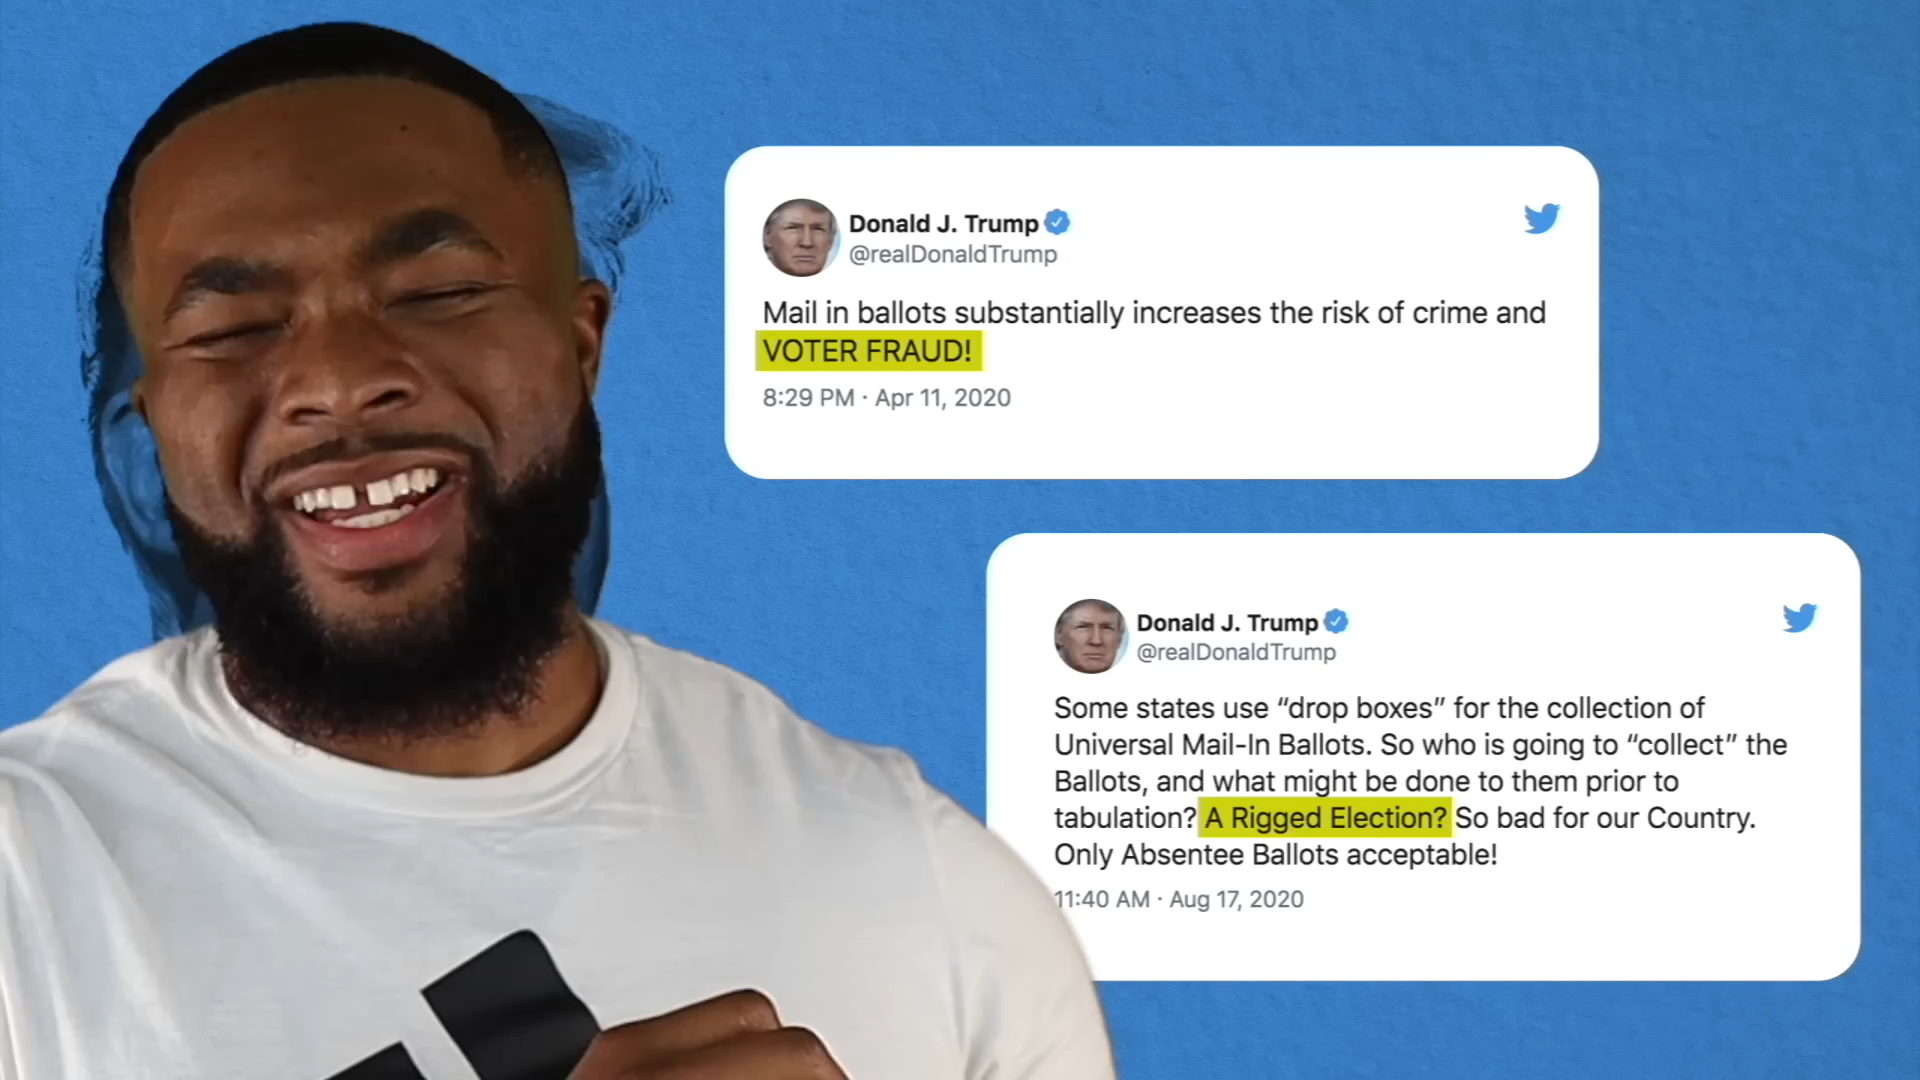 Donald J. Trump
@realDonaldTrump
Mail in ballots substantially increases the risk of crime and
VOTER FRAUD!
8:29 PM · Apr 11, 2020
Donald J. Trump
@realDonaldTrump
Some states use “drop boxes” for the collection of
Universal Mail-In Ballots. So who is going to “collect” the
Ballots, and what might be done to them prior to
tabulation? A Rigged Election? So bad for our Country.
Only Absentee Ballots acceptable!
11:40 AM · Aug 17, 2020